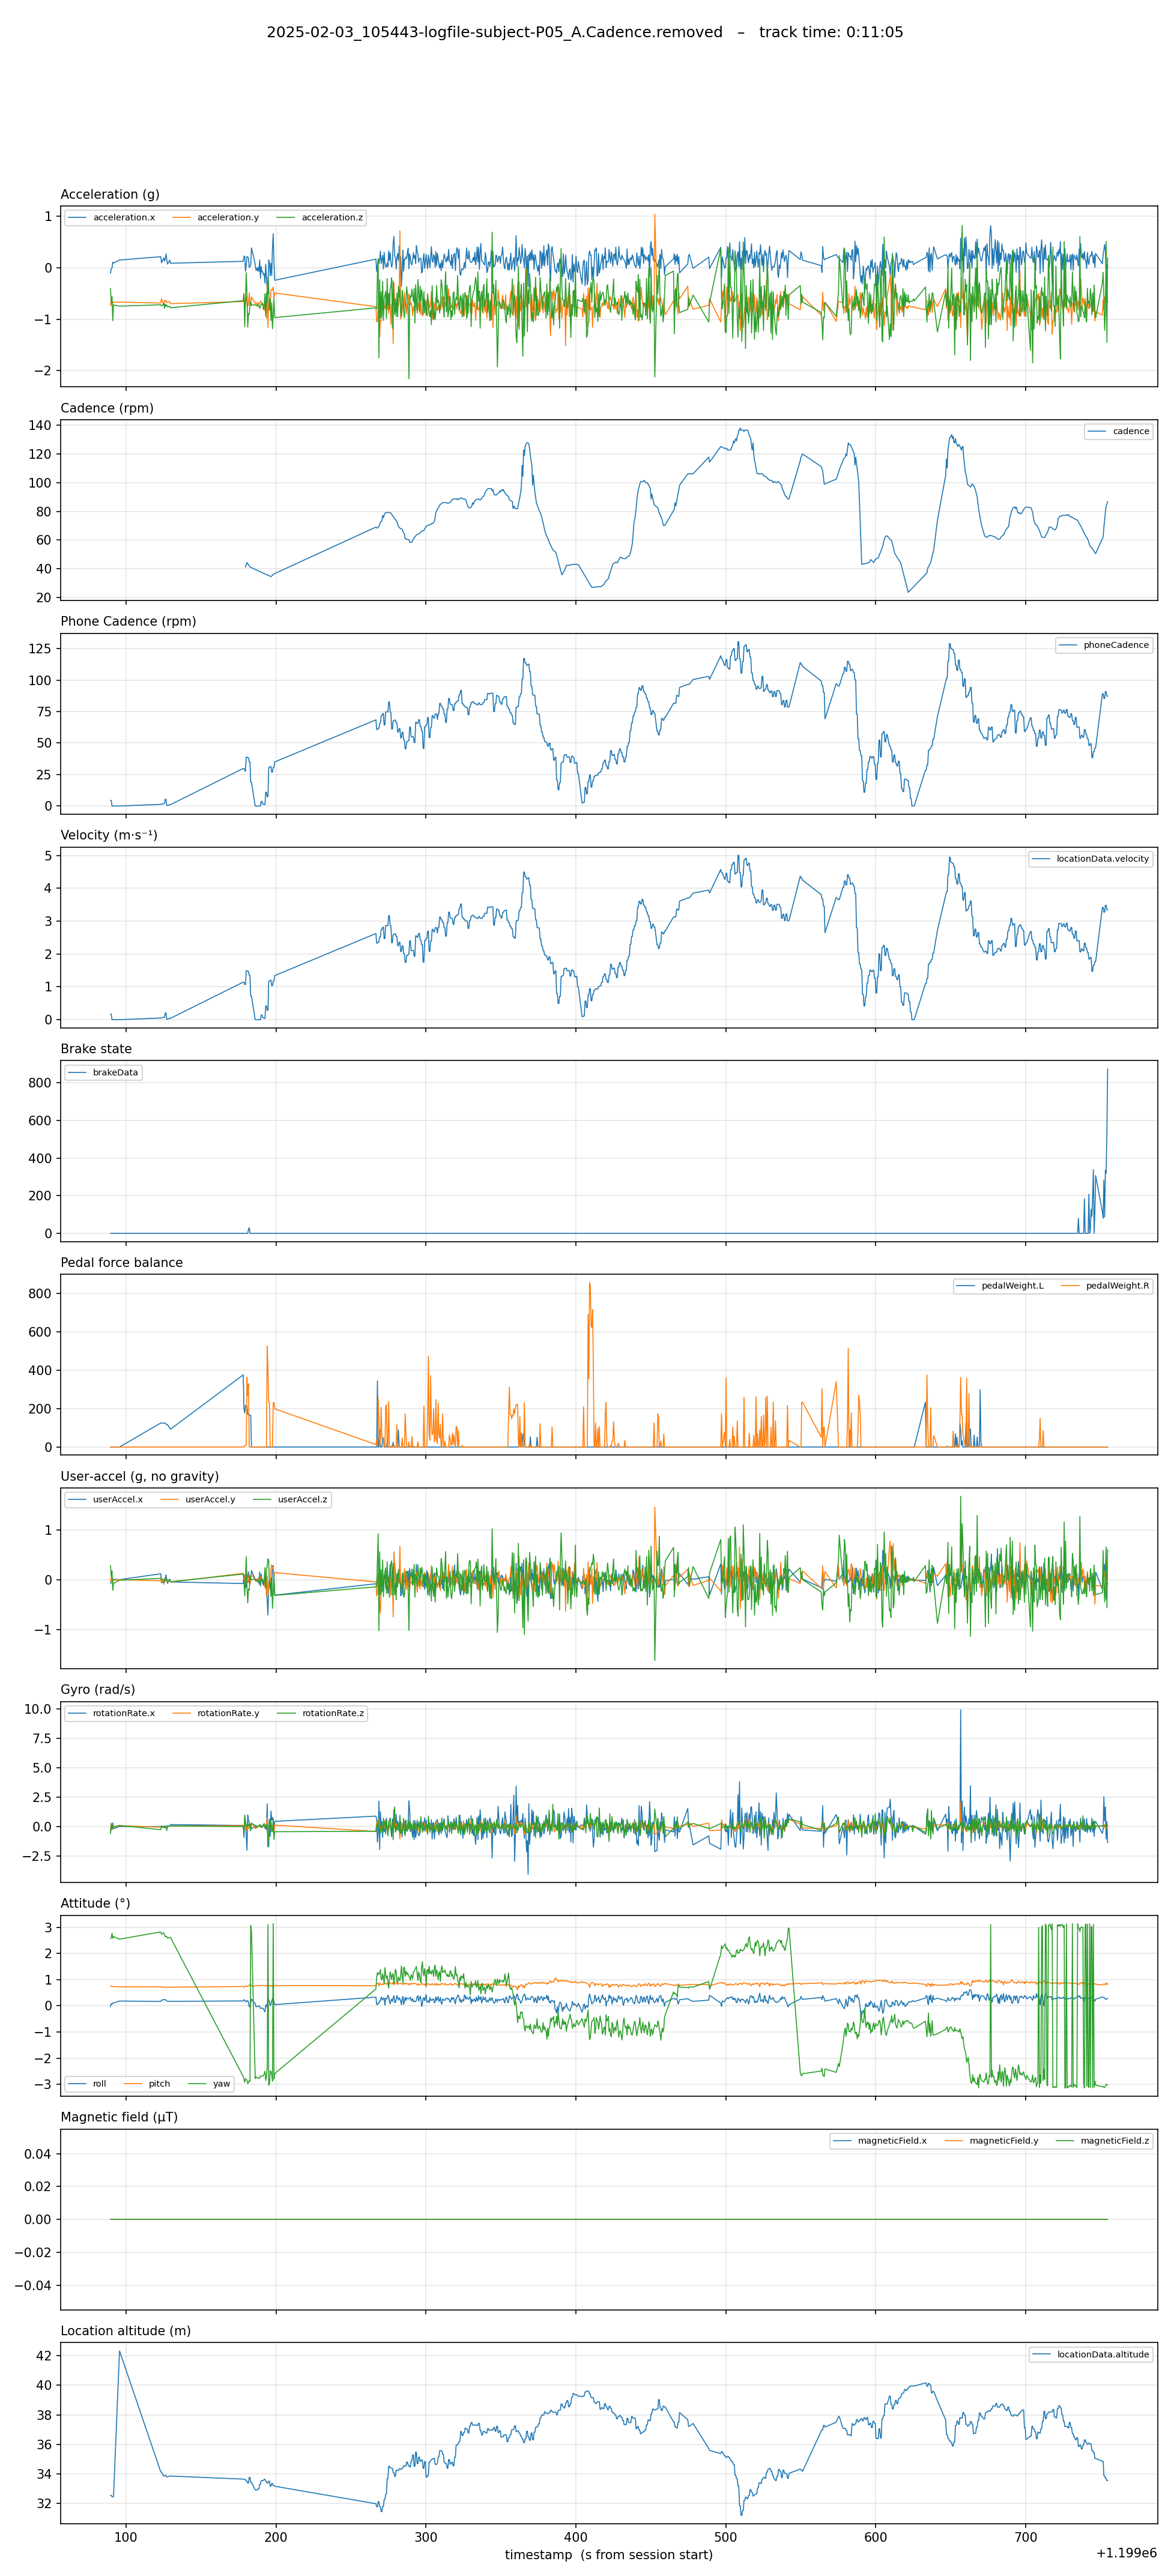 2025-02-03_105443-logfile-subject-P05_A.Cadence.removed – track time: 0:11:05
Acceleration (g)
acceleration.x acceleration.y acceleration.z
1
0
−1
−2
Cadence (rpm)
cadence
140
120
100
80
60
40
20
Phone Cadence (rpm)
phoneCadence
125
100
75
50
25
0
Velocity (m·s⁻¹)
locationData.velocity
5
4
3
2
1
0
Brake state
brakeData
800
600
400
200
0
Pedal force balance
pedalWeight.L pedalWeight.R
800
600
400
200
0
User-accel (g, no gravity)
userAccel.x userAccel.y userAccel.z
1
0
−1
Gyro (rad/s)
rotationRate.x rotationRate.y rotationRate.z
10.0
7.5
5.0
2.5
0.0
−2.5
Attitude (°)
3
2
1
0
−1
−2
−3
roll pitch yaw
Magnetic field (µT)
magneticField.x magneticField.y magneticField.z
0.04
0.02
0.00
−0.02
−0.04
Location altitude (m)
locationData.altitude
42
40
38
36
34
32
100 200 300 400 500 600 700
timestamp (s from session start)
+1.199e6